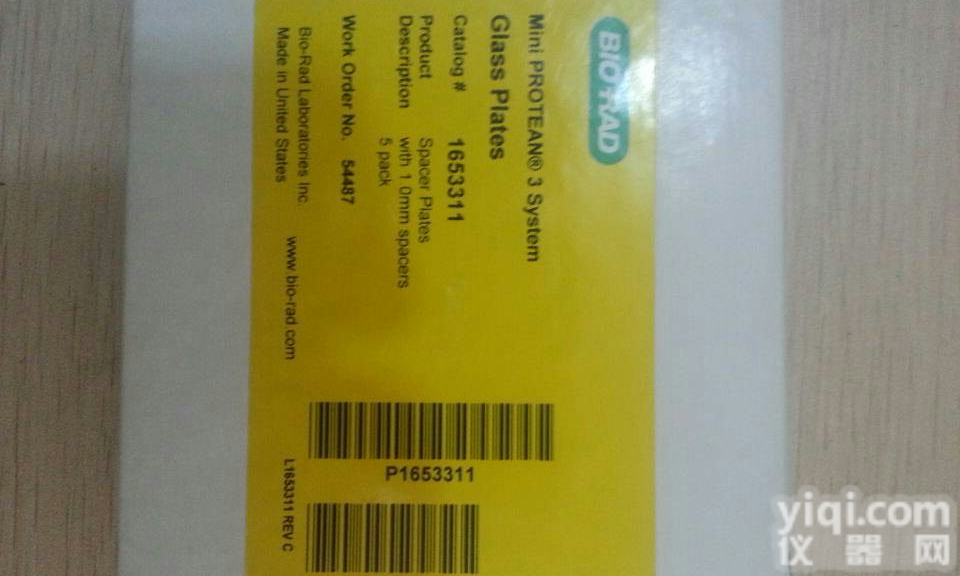 BIO-RAD
Mini PROTEAN® 3 System
Glass Plates
Catalog # 1653311
Product Description Spacer Plates
with 1.0mm spacers
5 pack
Work Order No. 54487
Bio-Rad Laboratories Inc. www.bio-rad.com
Made in United States
P1653311
L1653311 REV C
yiqi.com
仪器网